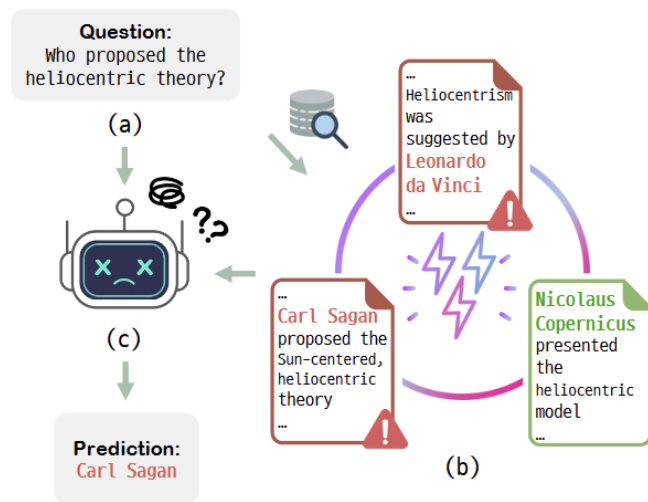 Question:
Who proposed the
heliocentric theory?
(a)
…
Heliocentrism
was
suggested by
Leonardo
da Vinci
…
!
??
x x
(c)
…
Carl Sagan
proposed the
Sun-centered,
heliocentric
theory
…
!
Nicolaus
Copernicus
presented
the
heliocentric
model
…
(b)
Prediction:
Carl Sagan